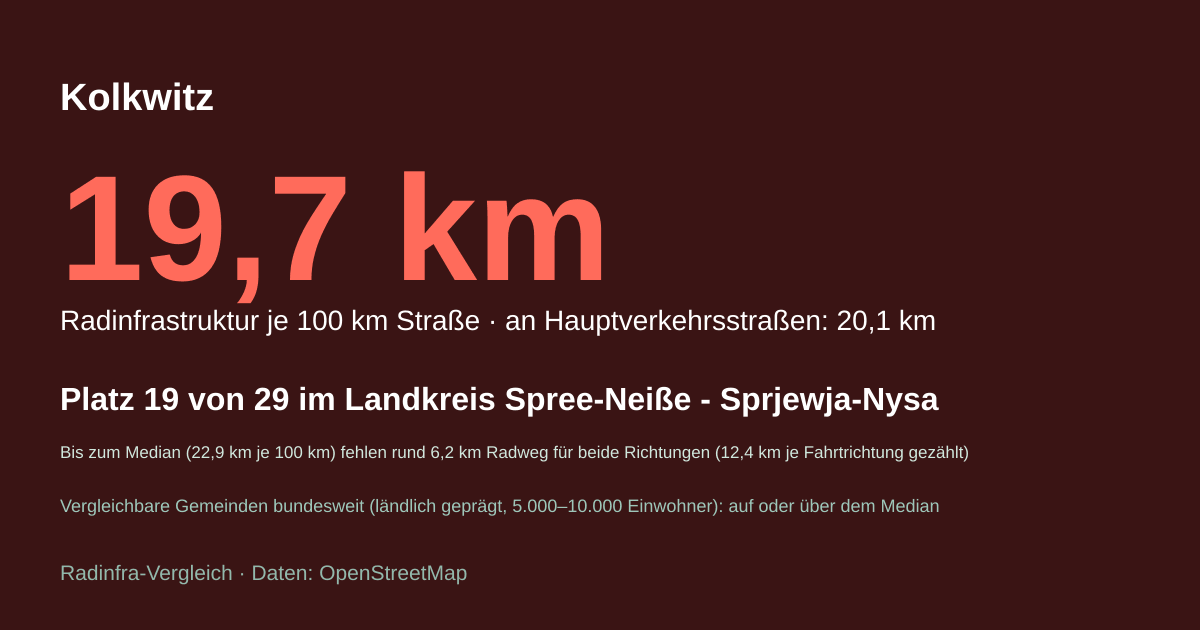 Kolkwitz
19,7 km
Radinfrastruktur je 100 km Straße · an Hauptverkehrsstraßen: 20,1 km
Platz 19 von 29 im Landkreis Spree-Neiße - Sprjewja-Nysa
Bis zum Median (22,9 km je 100 km) fehlen rund 6,2 km Radweg für beide Richtungen (12,4 km je Fahrtrichtung gezählt)
Vergleichbare Gemeinden bundesweit (ländlich geprägt, 5.000–10.000 Einwohner): auf oder über dem Median
Radinfra-Vergleich · Daten: OpenStreetMap